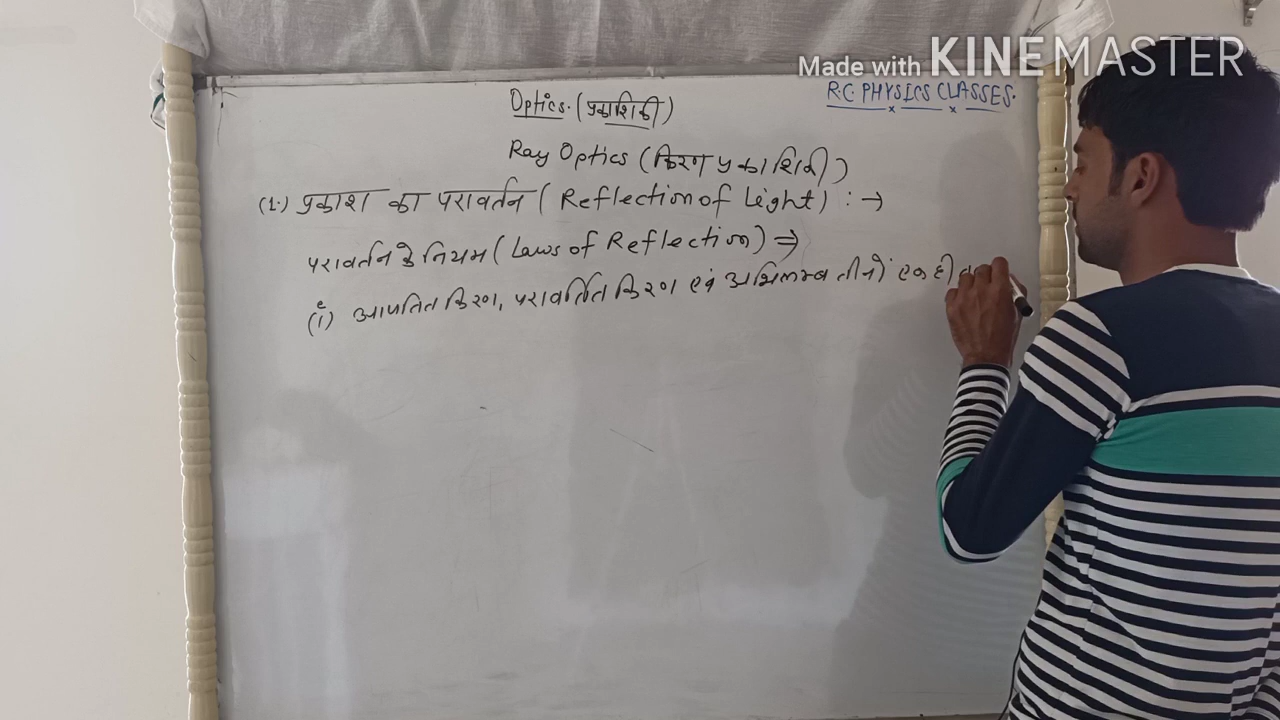 Made with KINEMASTER
RC PHYSICS CLASSES.
Optics. (प्रकाशिकी)
Ray Optics (किरण प्रकाशिकी)
(1.) प्रकाश का परावर्तन (Reflection of Light) : →
परावर्तन के नियम (Laws of Reflection) ⇒
(i) आपतित किरण, परावर्तित किरण एवं अभिलम्ब तीनों एक ही